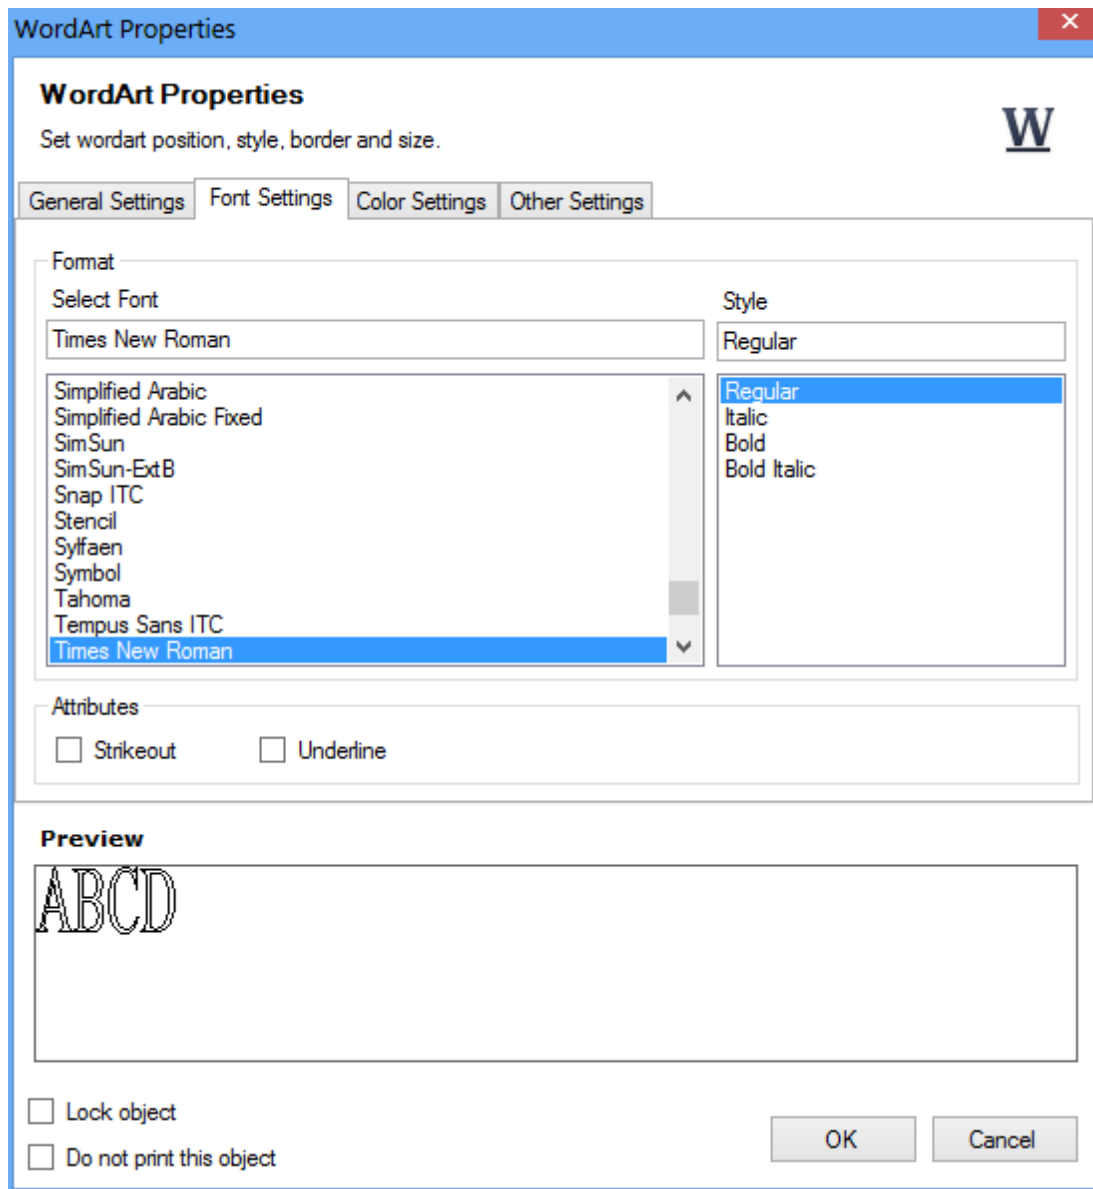 WordArt Properties
WordArt Properties
Set wordart position, style, border and size.
W
General Settings Font Settings Color Settings Other Settings
Format
Select Font
Style
Times New Roman
Regular
Simplified Arabic
Simplified Arabic Fixed
SimSun
SimSun-ExtB
Snap ITC
Stencil
Sylfaen
Symbol
Tahoma
Tempus Sans ITC
Times New Roman
Regular
Italic
Bold
Bold Italic
Attributes
Strikeout
Underline
Preview
ABCD
Lock object
Do not print this object
OK
Cancel